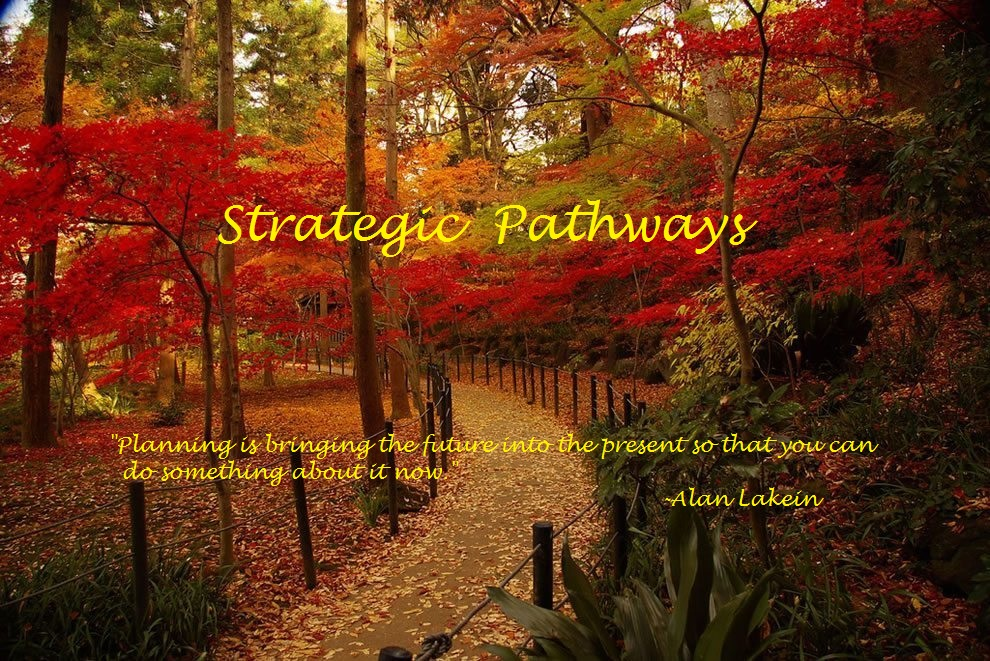 Strategic Pathways
"Planning is bringing the future into the present so that you can
do something about it now."
~Alan Lakein